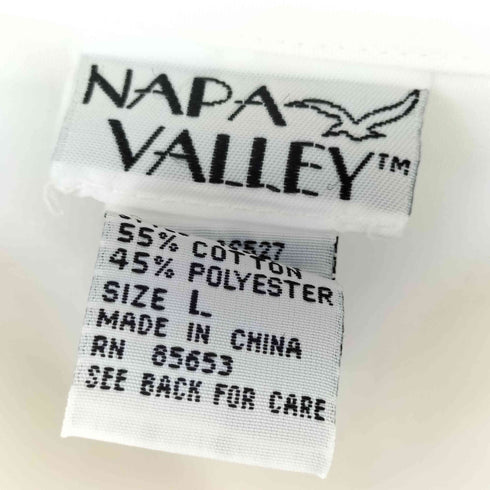 NAPA
VALLEY™
55% COTTON
45% POLYESTER
SIZE L
MADE IN CHINA
RN 85653
SEE BACK FOR CARE